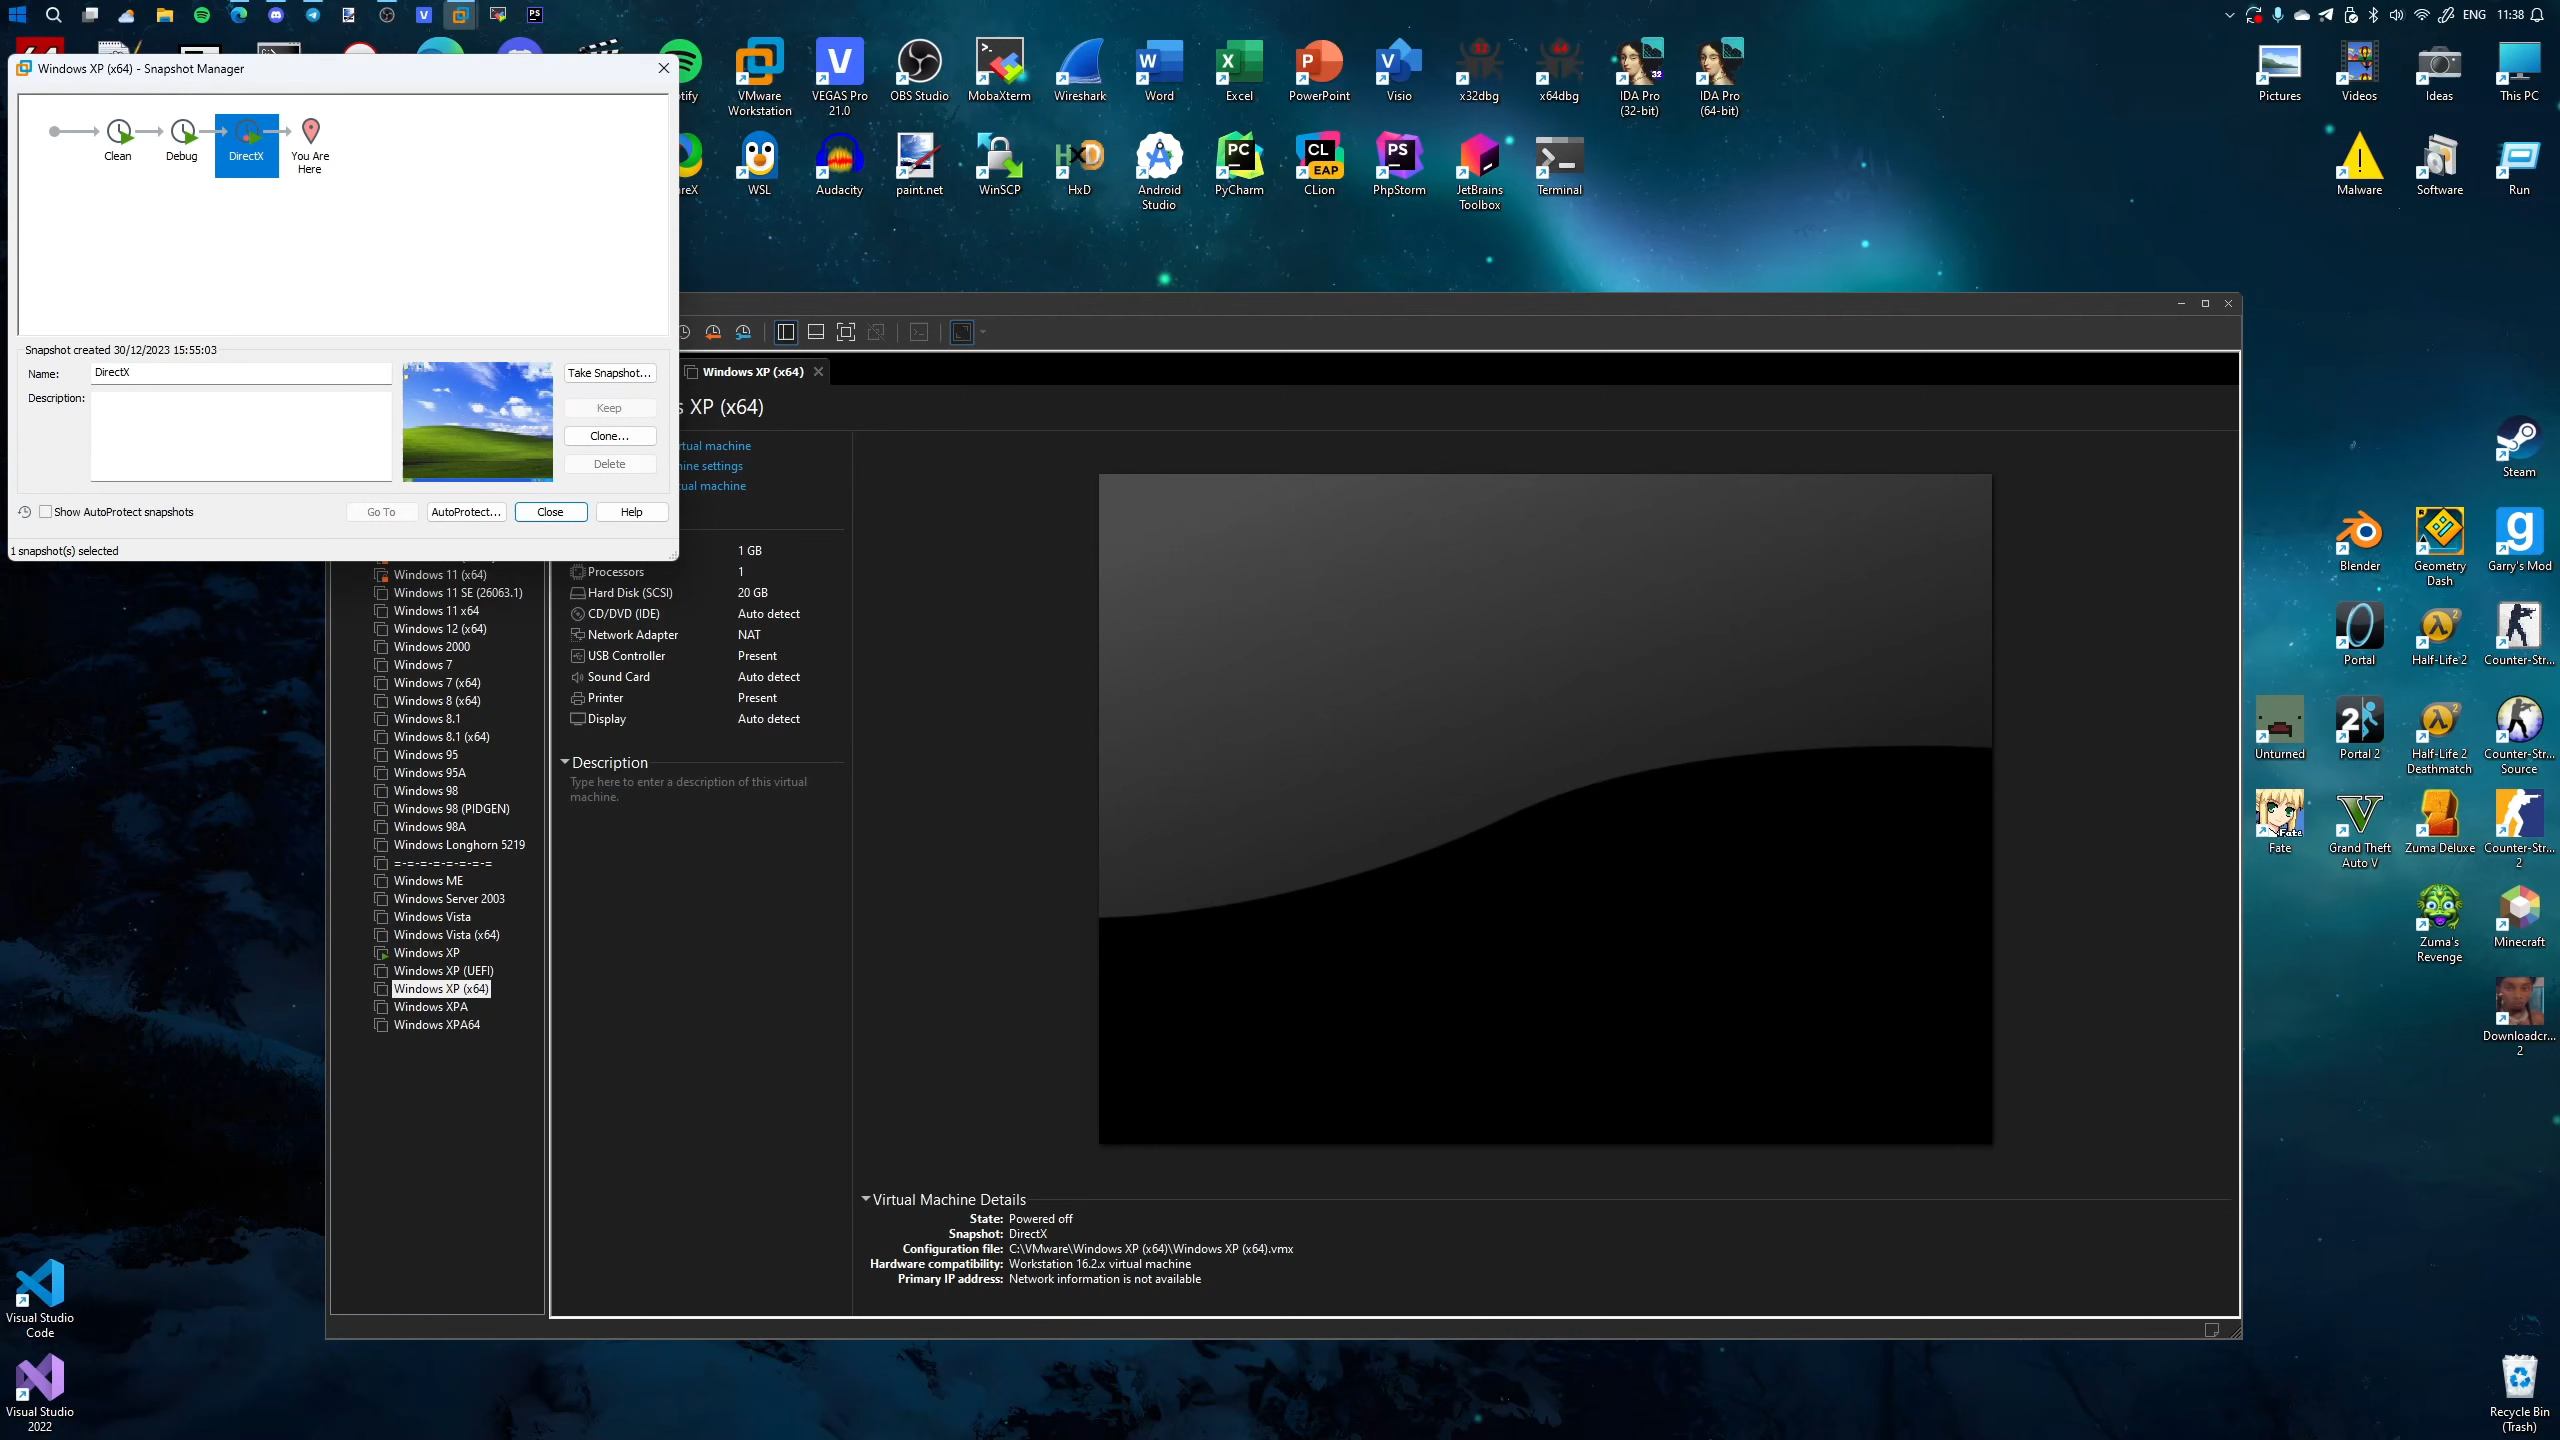 ENG
11:38
Windows XP (x64) - Snapshot Manager
Clean
Debug
DirectX
You Are
Here
Snapshot created 30/12/2023 15:55:03
Name:
DirectX
Description:
Take Snapshot...
Keep
Clone...
Delete
Show AutoProtect snapshots
Go To
AutoProtect...
Close
Help
1 snapshot(s) selected
VMware
Workstation
VEGAS Pro
21.0
OBS Studio
MobaXterm
Wireshark
Word
Excel
PowerPoint
Visio
x32dbg
x64dbg
IDA Pro
(32-bit)
IDA Pro
(64-bit)
WSL
Audacity
paint.net
WinSCP
HxD
Android
Studio
PyCharm
CLion
PhpStorm
JetBrains
Toolbox
Terminal
Pictures
Videos
Ideas
This PC
Malware
Software
Run
Steam
Blender
Geometry
Dash
Garry's Mod
Portal
Half-Life 2
Counter-Str...
Unturned
Portal 2
Half-Life 2
Deathmatch
Counter-Str...
Source
Fate
Grand Theft
Auto V
Zuma Deluxe
Counter-Str...
2
Zuma's
Revenge
Minecraft
Downloadcr...
2
Recycle Bin
(Trash)
Visual Studio
Code
Visual Studio
2022
Windows XP (x64)
s XP (x64)
rtual machine
hine settings
tual machine
1 GB
Processors
1
Hard Disk (SCSI)
20 GB
CD/DVD (IDE)
Auto detect
Network Adapter
NAT
USB Controller
Present
Sound Card
Auto detect
Printer
Present
Display
Auto detect
Description
Type here to enter a description of this virtual
machine.
Windows 11 (x64)
Windows 11 SE (26063.1)
Windows 11 x64
Windows 12 (x64)
Windows 2000
Windows 7
Windows 7 (x64)
Windows 8 (x64)
Windows 8.1
Windows 8.1 (x64)
Windows 95
Windows 95A
Windows 98
Windows 98 (PIDGEN)
Windows 98A
Windows Longhorn 5219
=-=-=-=-=-=-=-=
Windows ME
Windows Server 2003
Windows Vista
Windows Vista (x64)
Windows XP
Windows XP (UEFI)
Windows XP (x64)
Windows XPA
Windows XPA64
Virtual Machine Details
State: Powered off
Snapshot: DirectX
Configuration file: C:\VMware\Windows XP (x64)\Windows XP (x64).vmx
Hardware compatibility: Workstation 16.2.x virtual machine
Primary IP address: Network information is not available